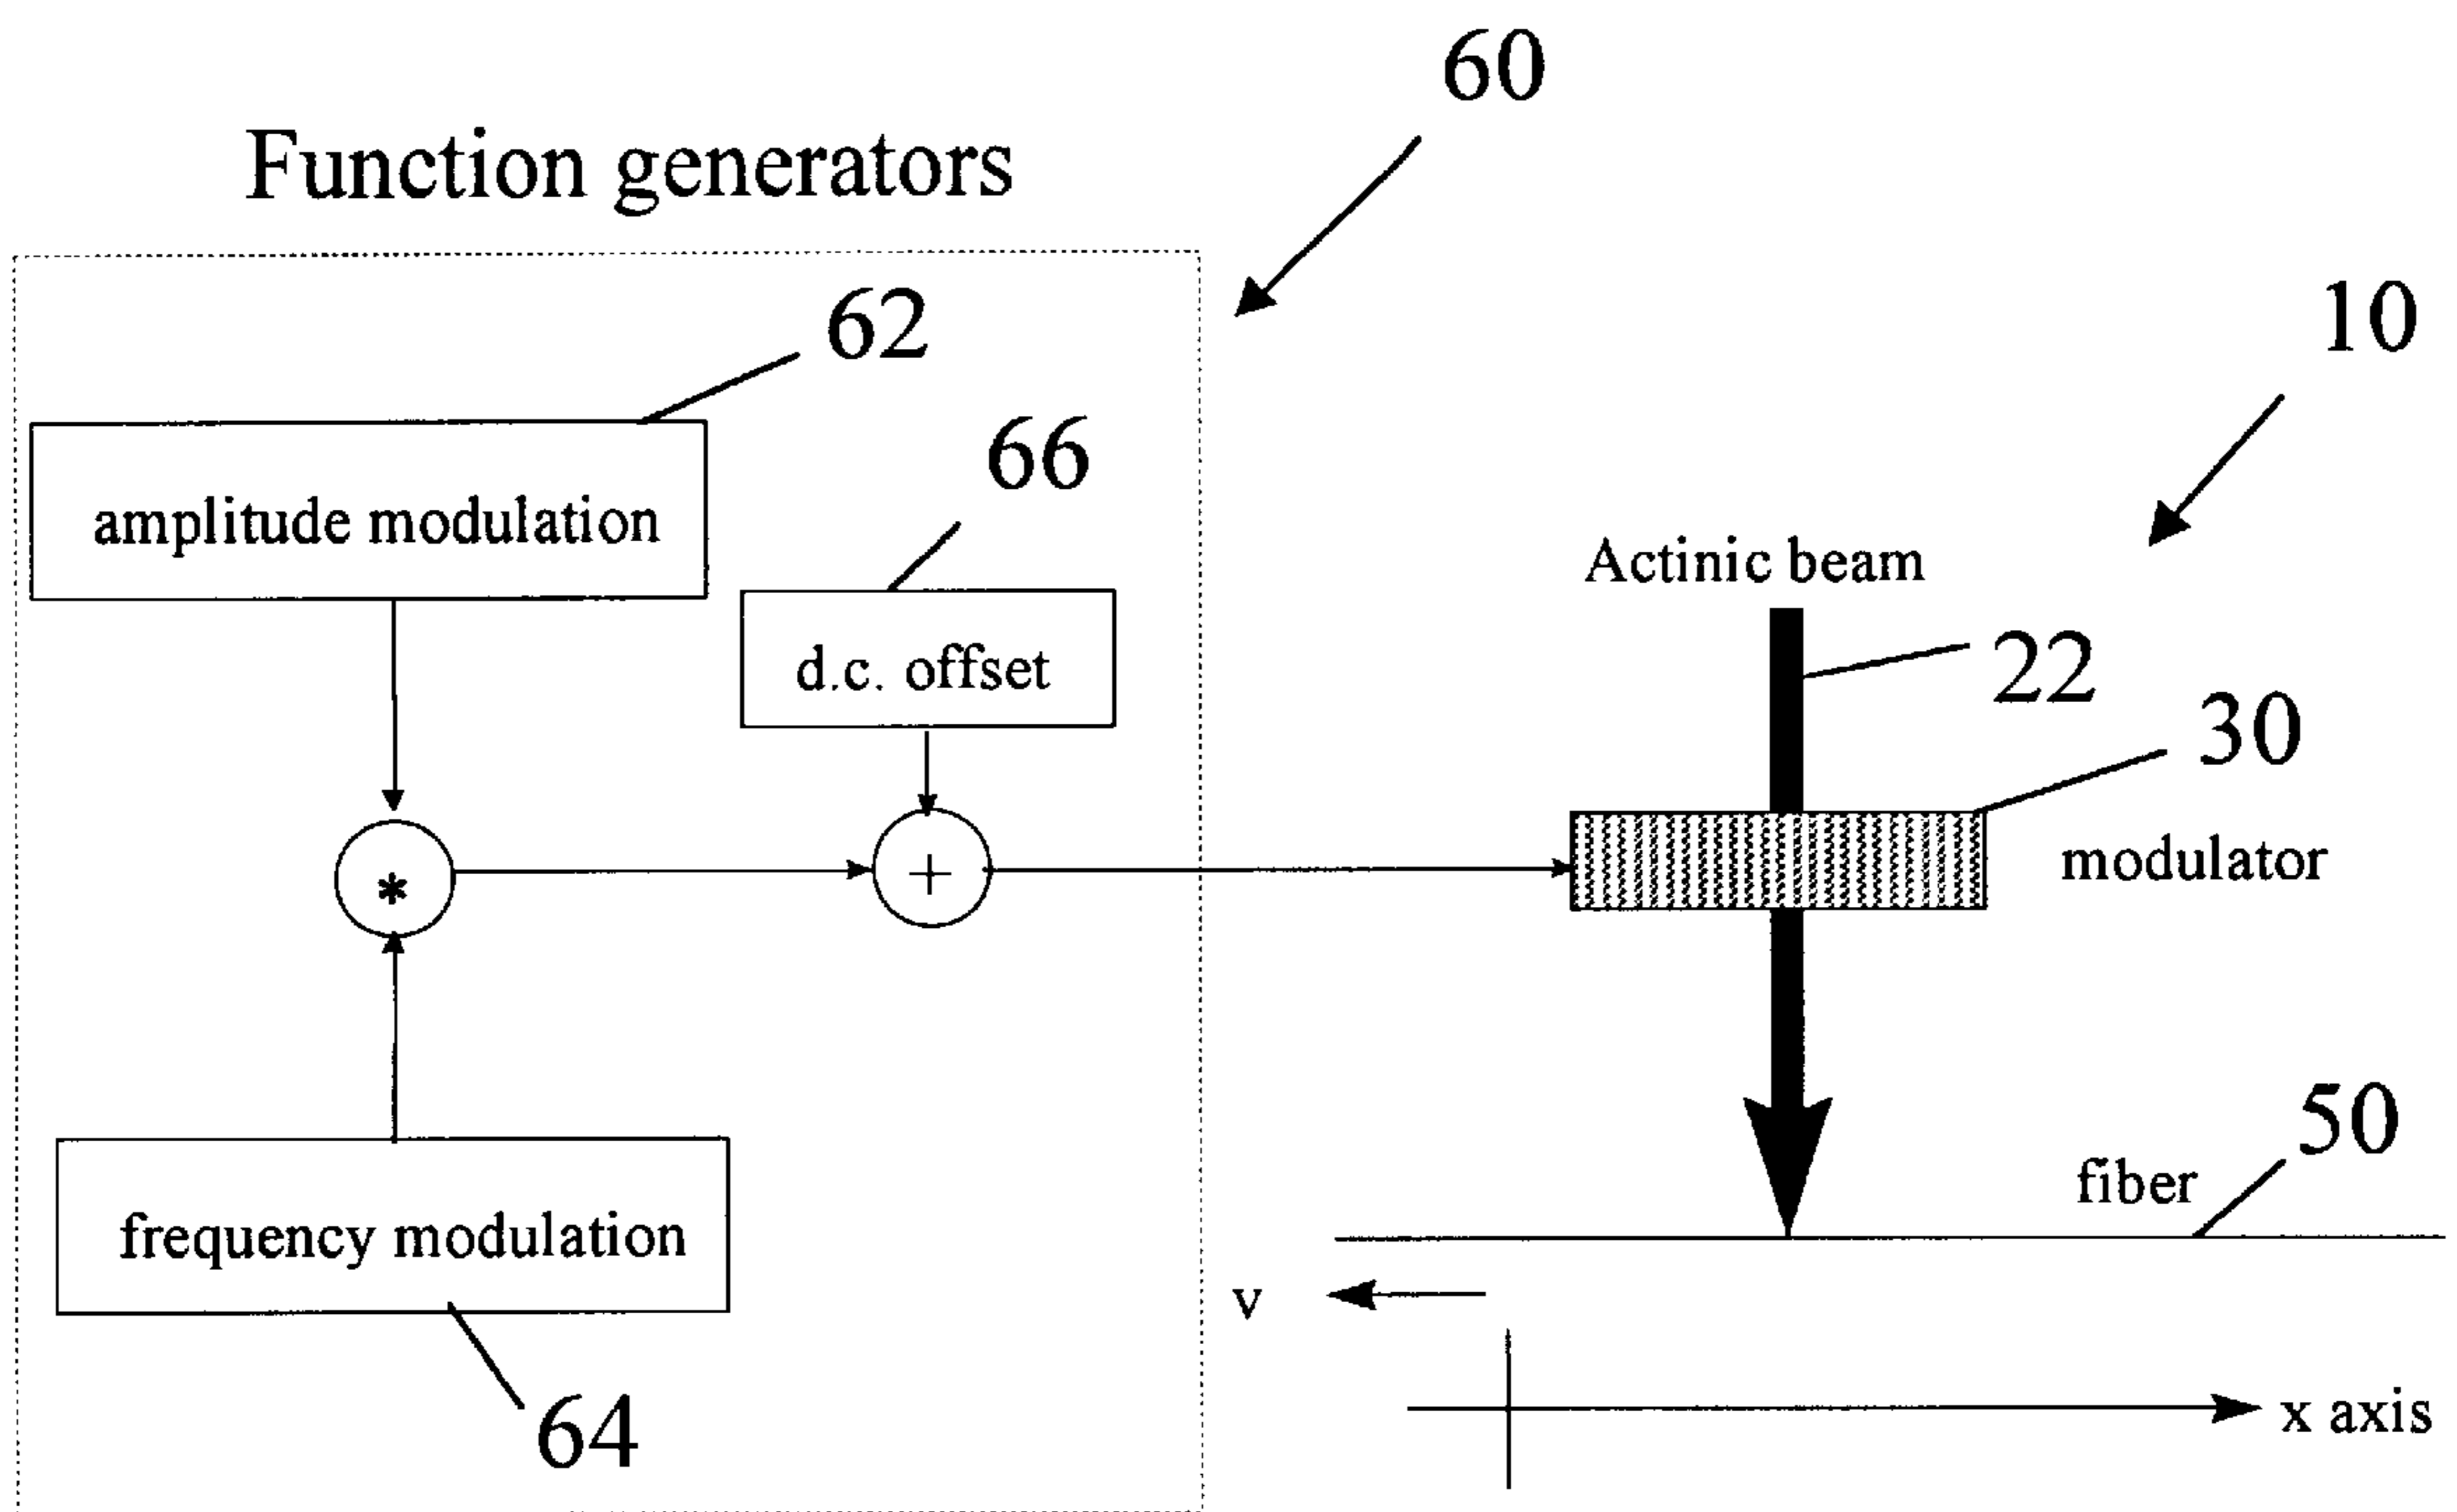 60
Function generators
10
62
66
amplitude modulation
Actinic beam
d.c. offset
22
30
*
+
modulator
50
fiber
frequency modulation
v
64
x axis